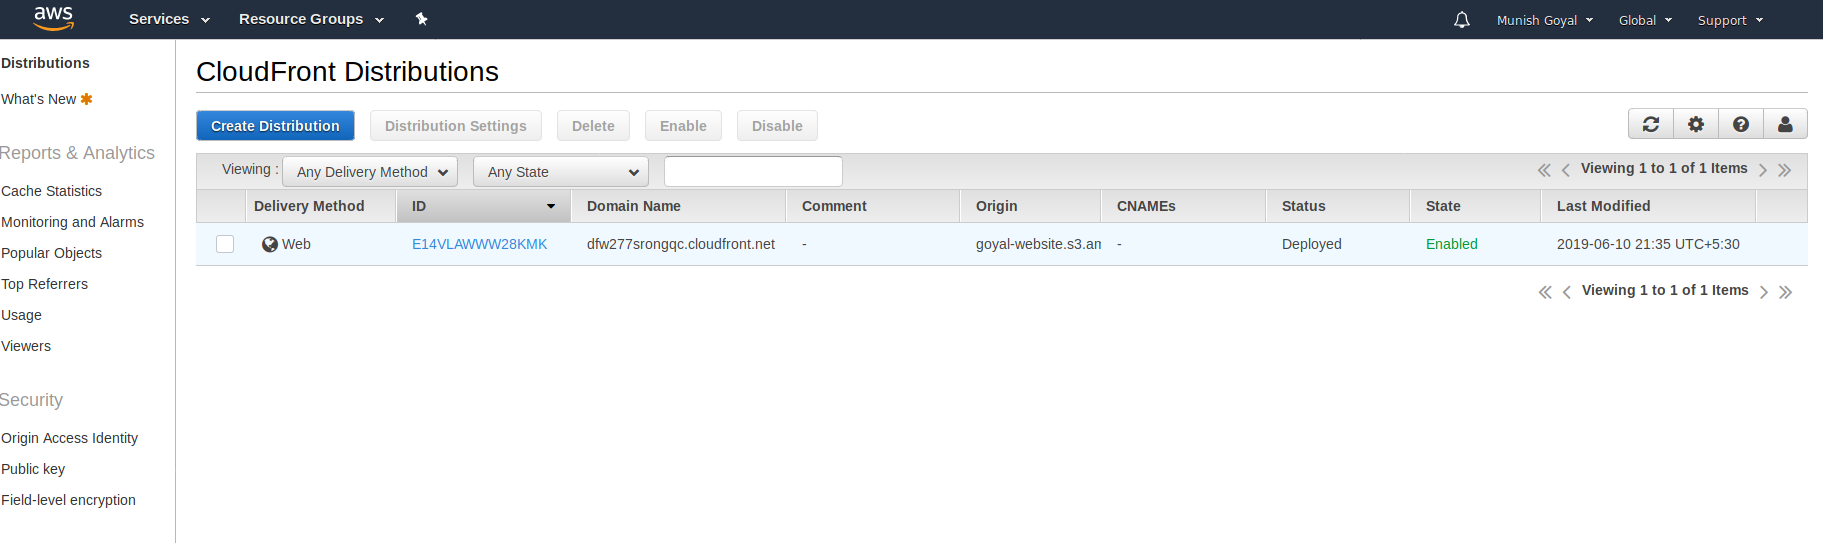 aws Services Resource Groups Munish Goyal Global Support
Distributions
What's New
Reports & Analytics
Cache Statistics
Monitoring and Alarms
Popular Objects
Top Referrers
Usage
Viewers
Security
Origin Access Identity
Public key
Field-level encryption
CloudFront Distributions
Create Distribution Distribution Settings Delete Enable Disable
Viewing : Any Delivery Method Any State Viewing 1 to 1 of 1 Items
Delivery Method ID Domain Name Comment Origin CNAMEs Status State Last Modified
Web E14VLAWWW28KMK dfw277srongqc.cloudfront.net - goyal-website.s3.am - Deployed Enabled 2019-06-10 21:35 UTC+5:30
Viewing 1 to 1 of 1 Items